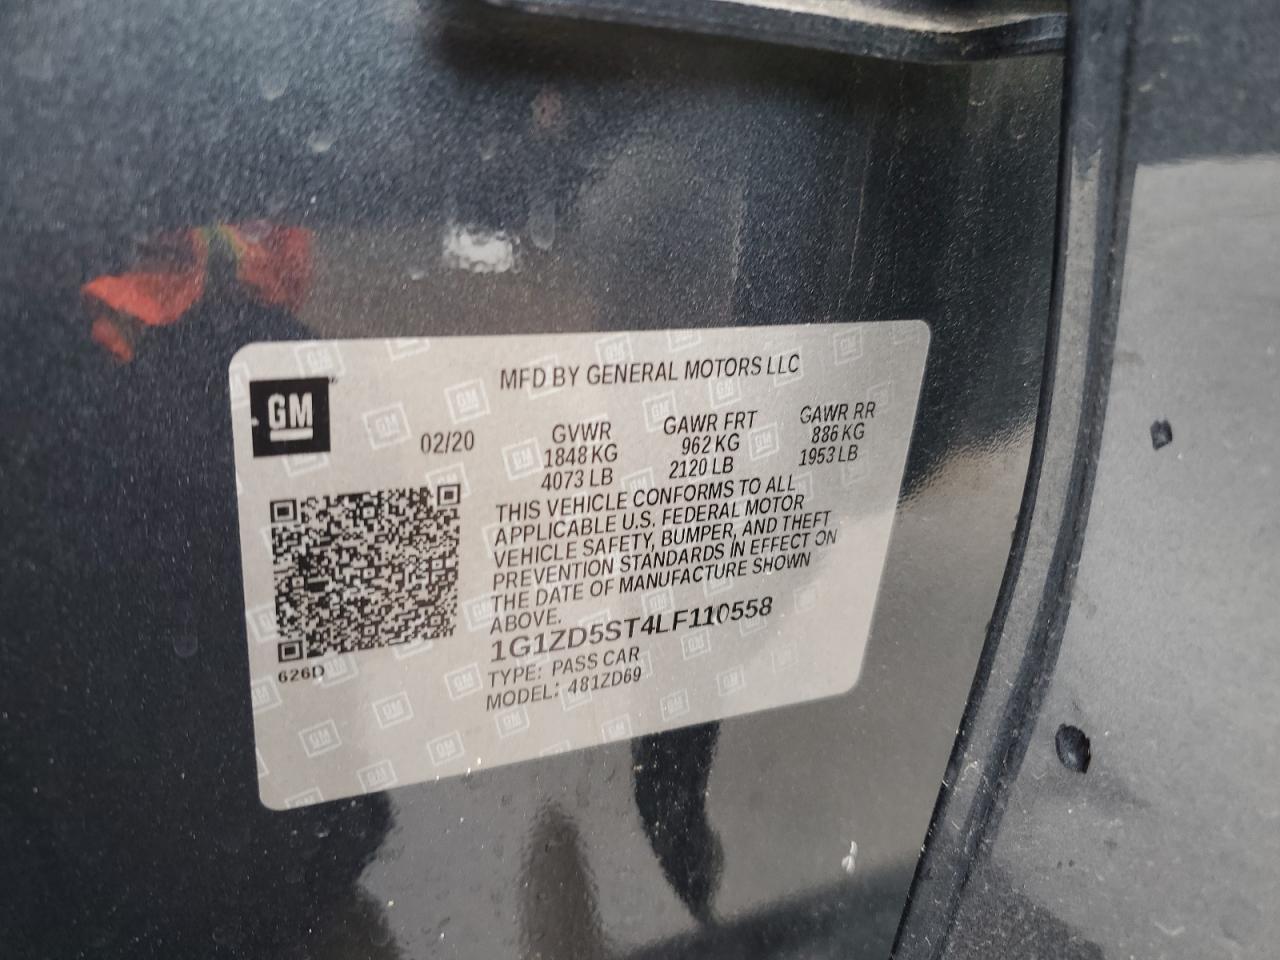 MFD BY GENERAL MOTORS LLC
GM
02/20
GVWR GAWR FRT GAWR RR
1848 KG 962 KG 886 KG
4073 LB 2120 LB 1953 LB
THIS VEHICLE CONFORMS TO ALL
APPLICABLE U.S. FEDERAL MOTOR
VEHICLE SAFETY, BUMPER, AND THEFT
PREVENTION STANDARDS IN EFFECT ON
THE DATE OF MANUFACTURE SHOWN
ABOVE.
1G1ZD5ST4LF110558
TYPE: PASS CAR
MODEL: 481ZD69
626D